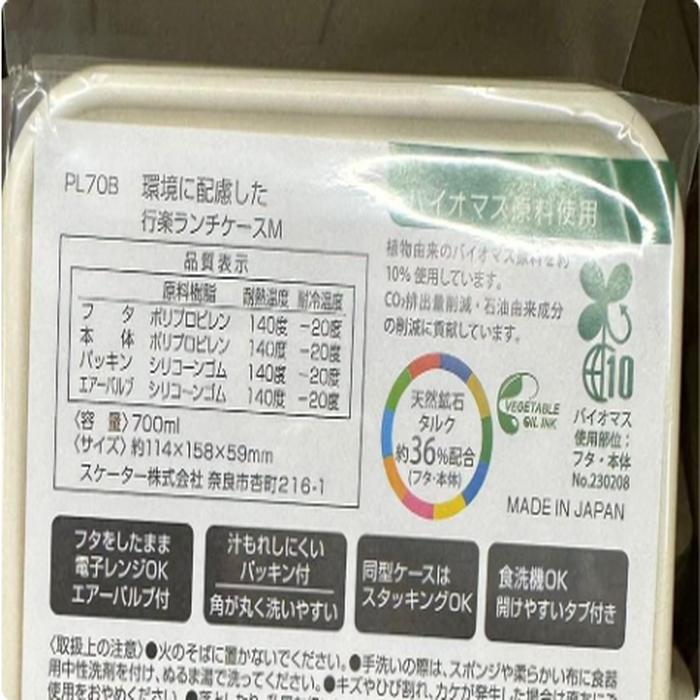 PL70B 環境に配慮した
行楽ランチケースM
品質表示
原料樹脂 耐熱温度 耐冷温度
フタ ポリプロピレン 140度 −20度
本体 ポリプロピレン 140度 −20度
パッキン シリコーンゴム 140度 −20度
エアーバルブ シリコーンゴム 140度 −20度
〈容 量〉700ml
〈サイズ〉約114×158×59mm
スケーター株式会社 奈良市杏町216-1
バイオマス原料使用
植物由来のバイオマス原料を約
10% 使用しています。
CO₂排出量削減・石油由来成分
の削減に貢献しています。
天然鉱石
タルク
約36%配合
(フタ・本体)
VEGETABLE
OIL INK
10
バイオマス
使用部位:
フタ・本体
No.230208
MADE IN JAPAN
フタをしたまま
電子レンジOK
エアーバルブ付
汁もれしにくい
パッキン付
角が丸く洗いやすい
同型ケースは
スタッキングOK
食洗機OK
開けやすいタブ付き
〈取扱上の注意〉●火のそばに置かないでください。●手洗いの際は、スポンジや柔らかい布に食器
用中性洗剤を付け、ぬるま湯で洗ってください。●キズやひび割れ、カケが発生した場合は
使用をおやめください。